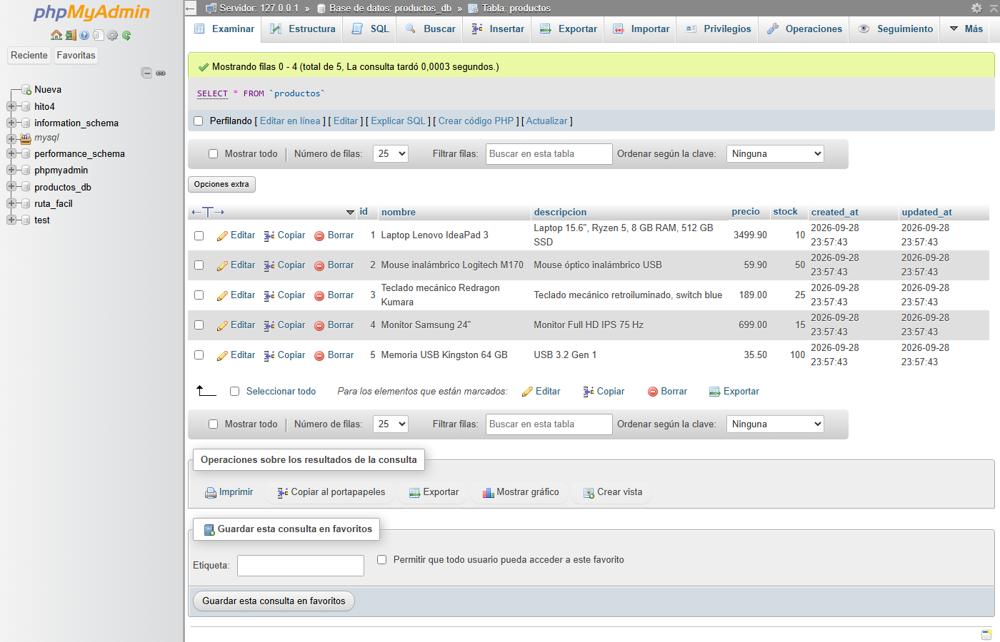 phpMyAdmin
Reciente Favoritas
Nueva
hito4
information_schema
mysql
performance_schema
phpmyadmin
productos_db
ruta_facil
test
Servidor: 127.0.0.1 » Base de datos: productos_db » Tabla: productos
Examinar Estructura SQL Buscar Insertar Exportar Importar Privilegios Operaciones Seguimiento Más
Mostrando filas 0 - 4 (total de 5, La consulta tardó 0,0003 segundos.)
SELECT * FROM `productos`
Perfilando [ Editar en línea ] [ Editar ] [ Explicar SQL ] [ Crear código PHP ] [ Actualizar ]
Mostrar todo Número de filas: 25 Filtrar filas: Buscar en esta tabla Ordenar según la clave: Ninguna
Opciones extra
←T→ id nombre descripcion precio stock created_at updated_at
Editar Copiar Borrar 1 Laptop Lenovo IdeaPad 3 Laptop 15.6", Ryzen 5, 8 GB RAM, 512 GB SSD 3499.90 10 2026-09-28 23:57:43 2026-09-28 23:57:43
Editar Copiar Borrar 2 Mouse inalámbrico Logitech M170 Mouse óptico inalámbrico USB 59.90 50 2026-09-28 23:57:43 2026-09-28 23:57:43
Editar Copiar Borrar 3 Teclado mecánico Redragon Kumara Teclado mecánico retroiluminado, switch blue 189.00 25 2026-09-28 23:57:43 2026-09-28 23:57:43
Editar Copiar Borrar 4 Monitor Samsung 24" Monitor Full HD IPS 75 Hz 699.00 15 2026-09-28 23:57:43 2026-09-28 23:57:43
Editar Copiar Borrar 5 Memoria USB Kingston 64 GB USB 3.2 Gen 1 35.50 100 2026-09-28 23:57:43 2026-09-28 23:57:43
Seleccionar todo Para los elementos que están marcados: Editar Copiar Borrar Exportar
Mostrar todo Número de filas: 25 Filtrar filas: Buscar en esta tabla Ordenar según la clave: Ninguna
Operaciones sobre los resultados de la consulta
Imprimir Copiar al portapapeles Exportar Mostrar gráfico Crear vista
Guardar esta consulta en favoritos
Etiqueta: Permitir que todo usuario pueda acceder a este favorito
Guardar esta consulta en favoritos